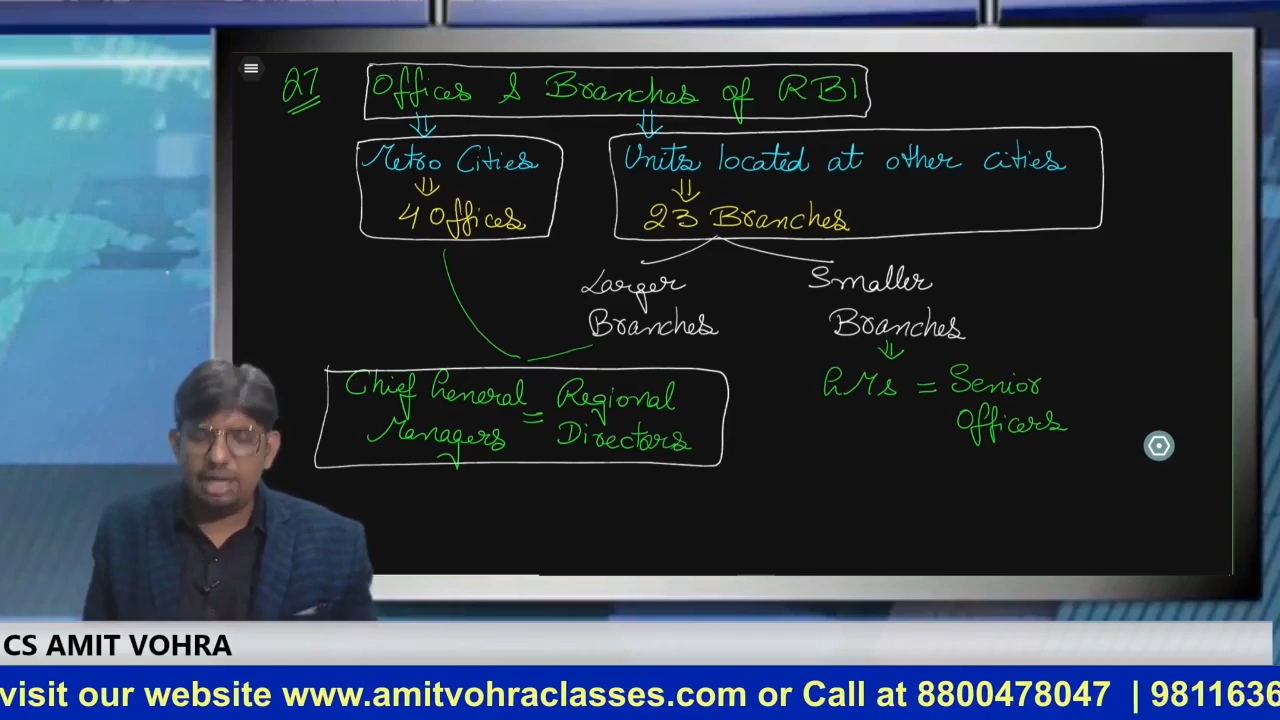 27 Offices & Branches of RBI
Metro Cities
4 Offices
Units located at other cities
23 Branches
Larger
Branches
Smaller
Branches
Chief General
Managers
= Regional
Directors
GMs = Senior
Officers
CS AMIT VOHRA
visit our website www.amitvohraclasses.com or Call at 8800478047 | 9811636